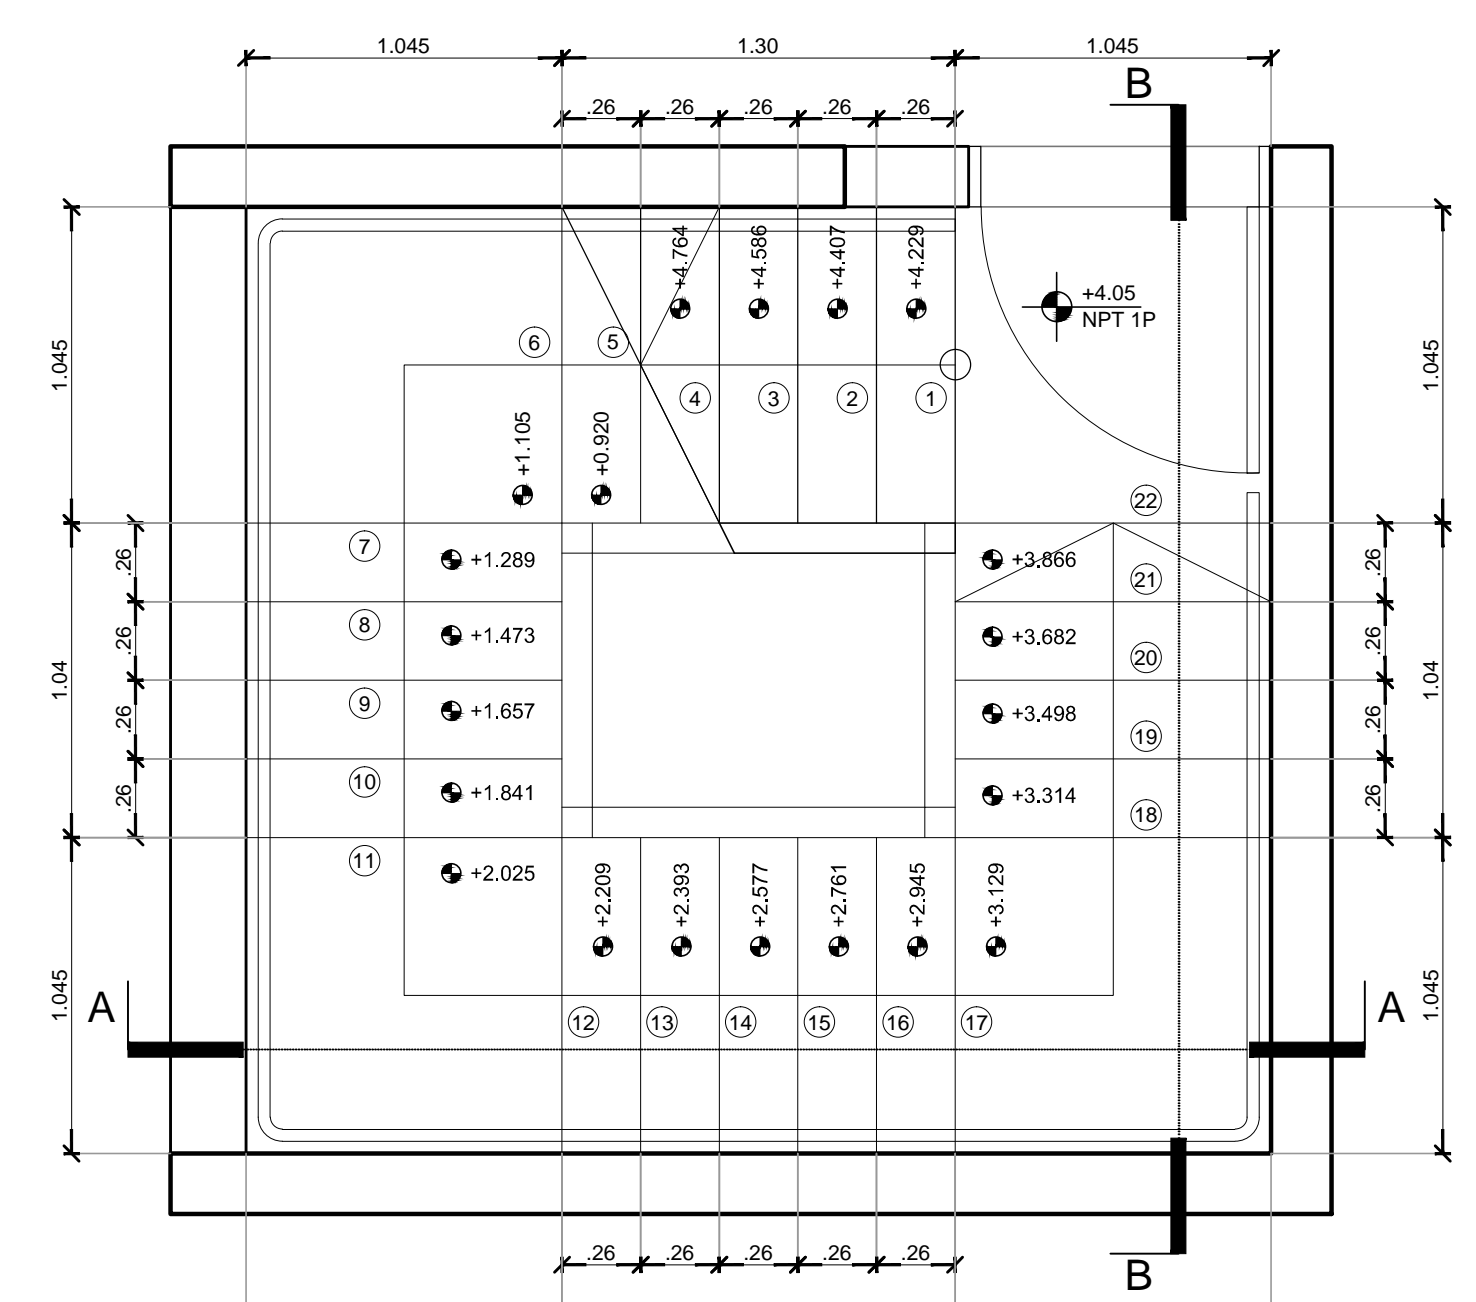 1.045 1.30 1.045
B
.26 .26 .26 .26 .26
+4.764 +4.586 +4.407 +4.229
+4.05
NPT 1P
6 5
4 3 2 1
1.045 1.045
+1.105 +0.920
22
7 +1.289 +3.866
21
.26 .26
8 +1.473 +3.682
20
.26 .26
1.04 1.04
9 +1.657 +3.498
19
.26 .26
10 +1.841 +3.314
18
.26 .26
11 +2.025
+2.209 +2.393 +2.577 +2.761 +2.945 +3.129
1.045 1.045
A A
12 13 14 15 16 17
.26 .26 .26 .26 .26
B